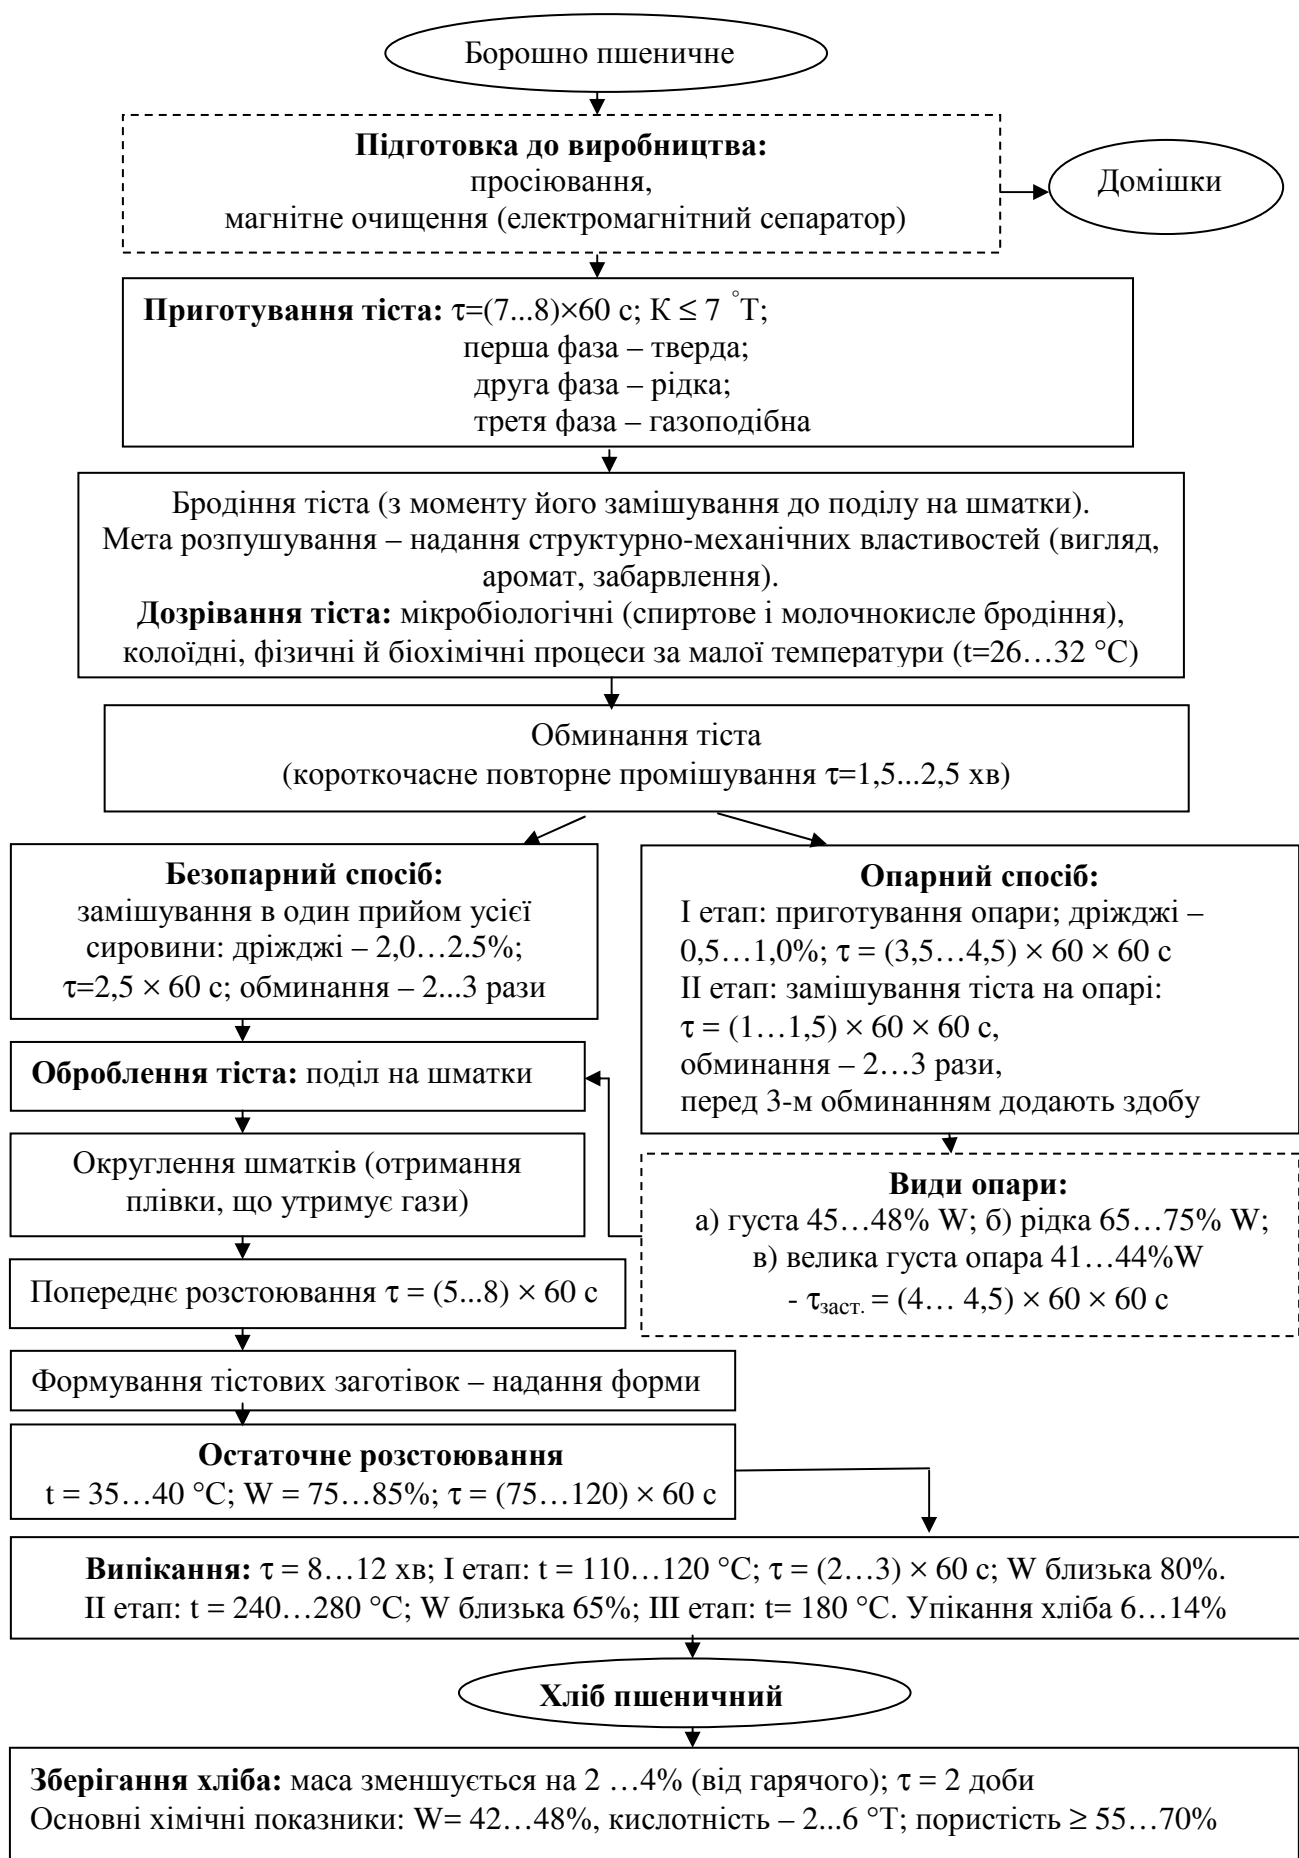 Борошно пшеничне
Підготовка до виробництва:
просіювання,
магнітне очищення (електромагнітний сепаратор)
Домішки
Приготування тіста: τ=(7...8)×60 с; К ≤ 7 °Т;
перша фаза – тверда;
друга фаза – рідка;
третя фаза – газоподібна
Бродіння тіста (з моменту його замішування до поділу на шматки).
Мета розпушування – надання структурно-механічних властивостей (вигляд,
аромат, забарвлення).
Дозрівання тіста: мікробіологічні (спиртове і молочнокисле бродіння),
колоїдні, фізичні й біохімічні процеси за малої температури (t=26…32 °С)
Обминання тіста
(короткочасне повторне промішування τ=1,5...2,5 хв)
Безопарний спосіб:
замішування в один прийом усієї
сировини: дріжджі – 2,0…2.5%;
τ=2,5 × 60 с; обминання – 2...3 рази
Опарний спосіб:
І етап: приготування опари; дріжджі –
0,5…1,0%; τ = (3,5…4,5) × 60 × 60 с
ІІ етап: замішування тіста на опарі:
τ = (1…1,5) × 60 × 60 с,
обминання – 2…3 рази,
перед 3-м обминанням додають здобу
Оброблення тіста: поділ на шматки
Округлення шматків (отримання
плівки, що утримує гази)
Види опари:
а) густа 45…48% W; б) рідка 65…75% W;
в) велика густа опара 41…44%W
- τзаст. = (4… 4,5) × 60 × 60 с
Попереднє розстоювання τ = (5...8) × 60 с
Формування тістових заготівок – надання форми
Остаточне розстоювання
t = 35…40 °С; W = 75…85%; τ = (75…120) × 60 с
Випікання: τ = 8…12 хв; І етап: t = 110…120 °С; τ = (2…3) × 60 с; W близька 80%.
ІІ етап: t = 240…280 °С; W близька 65%; ІІІ етап: t= 180 °С. Упікання хліба 6…14%
Хліб пшеничний
Зберігання хліба: маса зменшується на 2 …4% (від гарячого); τ = 2 доби
Основні хімічні показники: W= 42…48%, кислотність – 2...6 °Т; пористість ≥ 55…70%